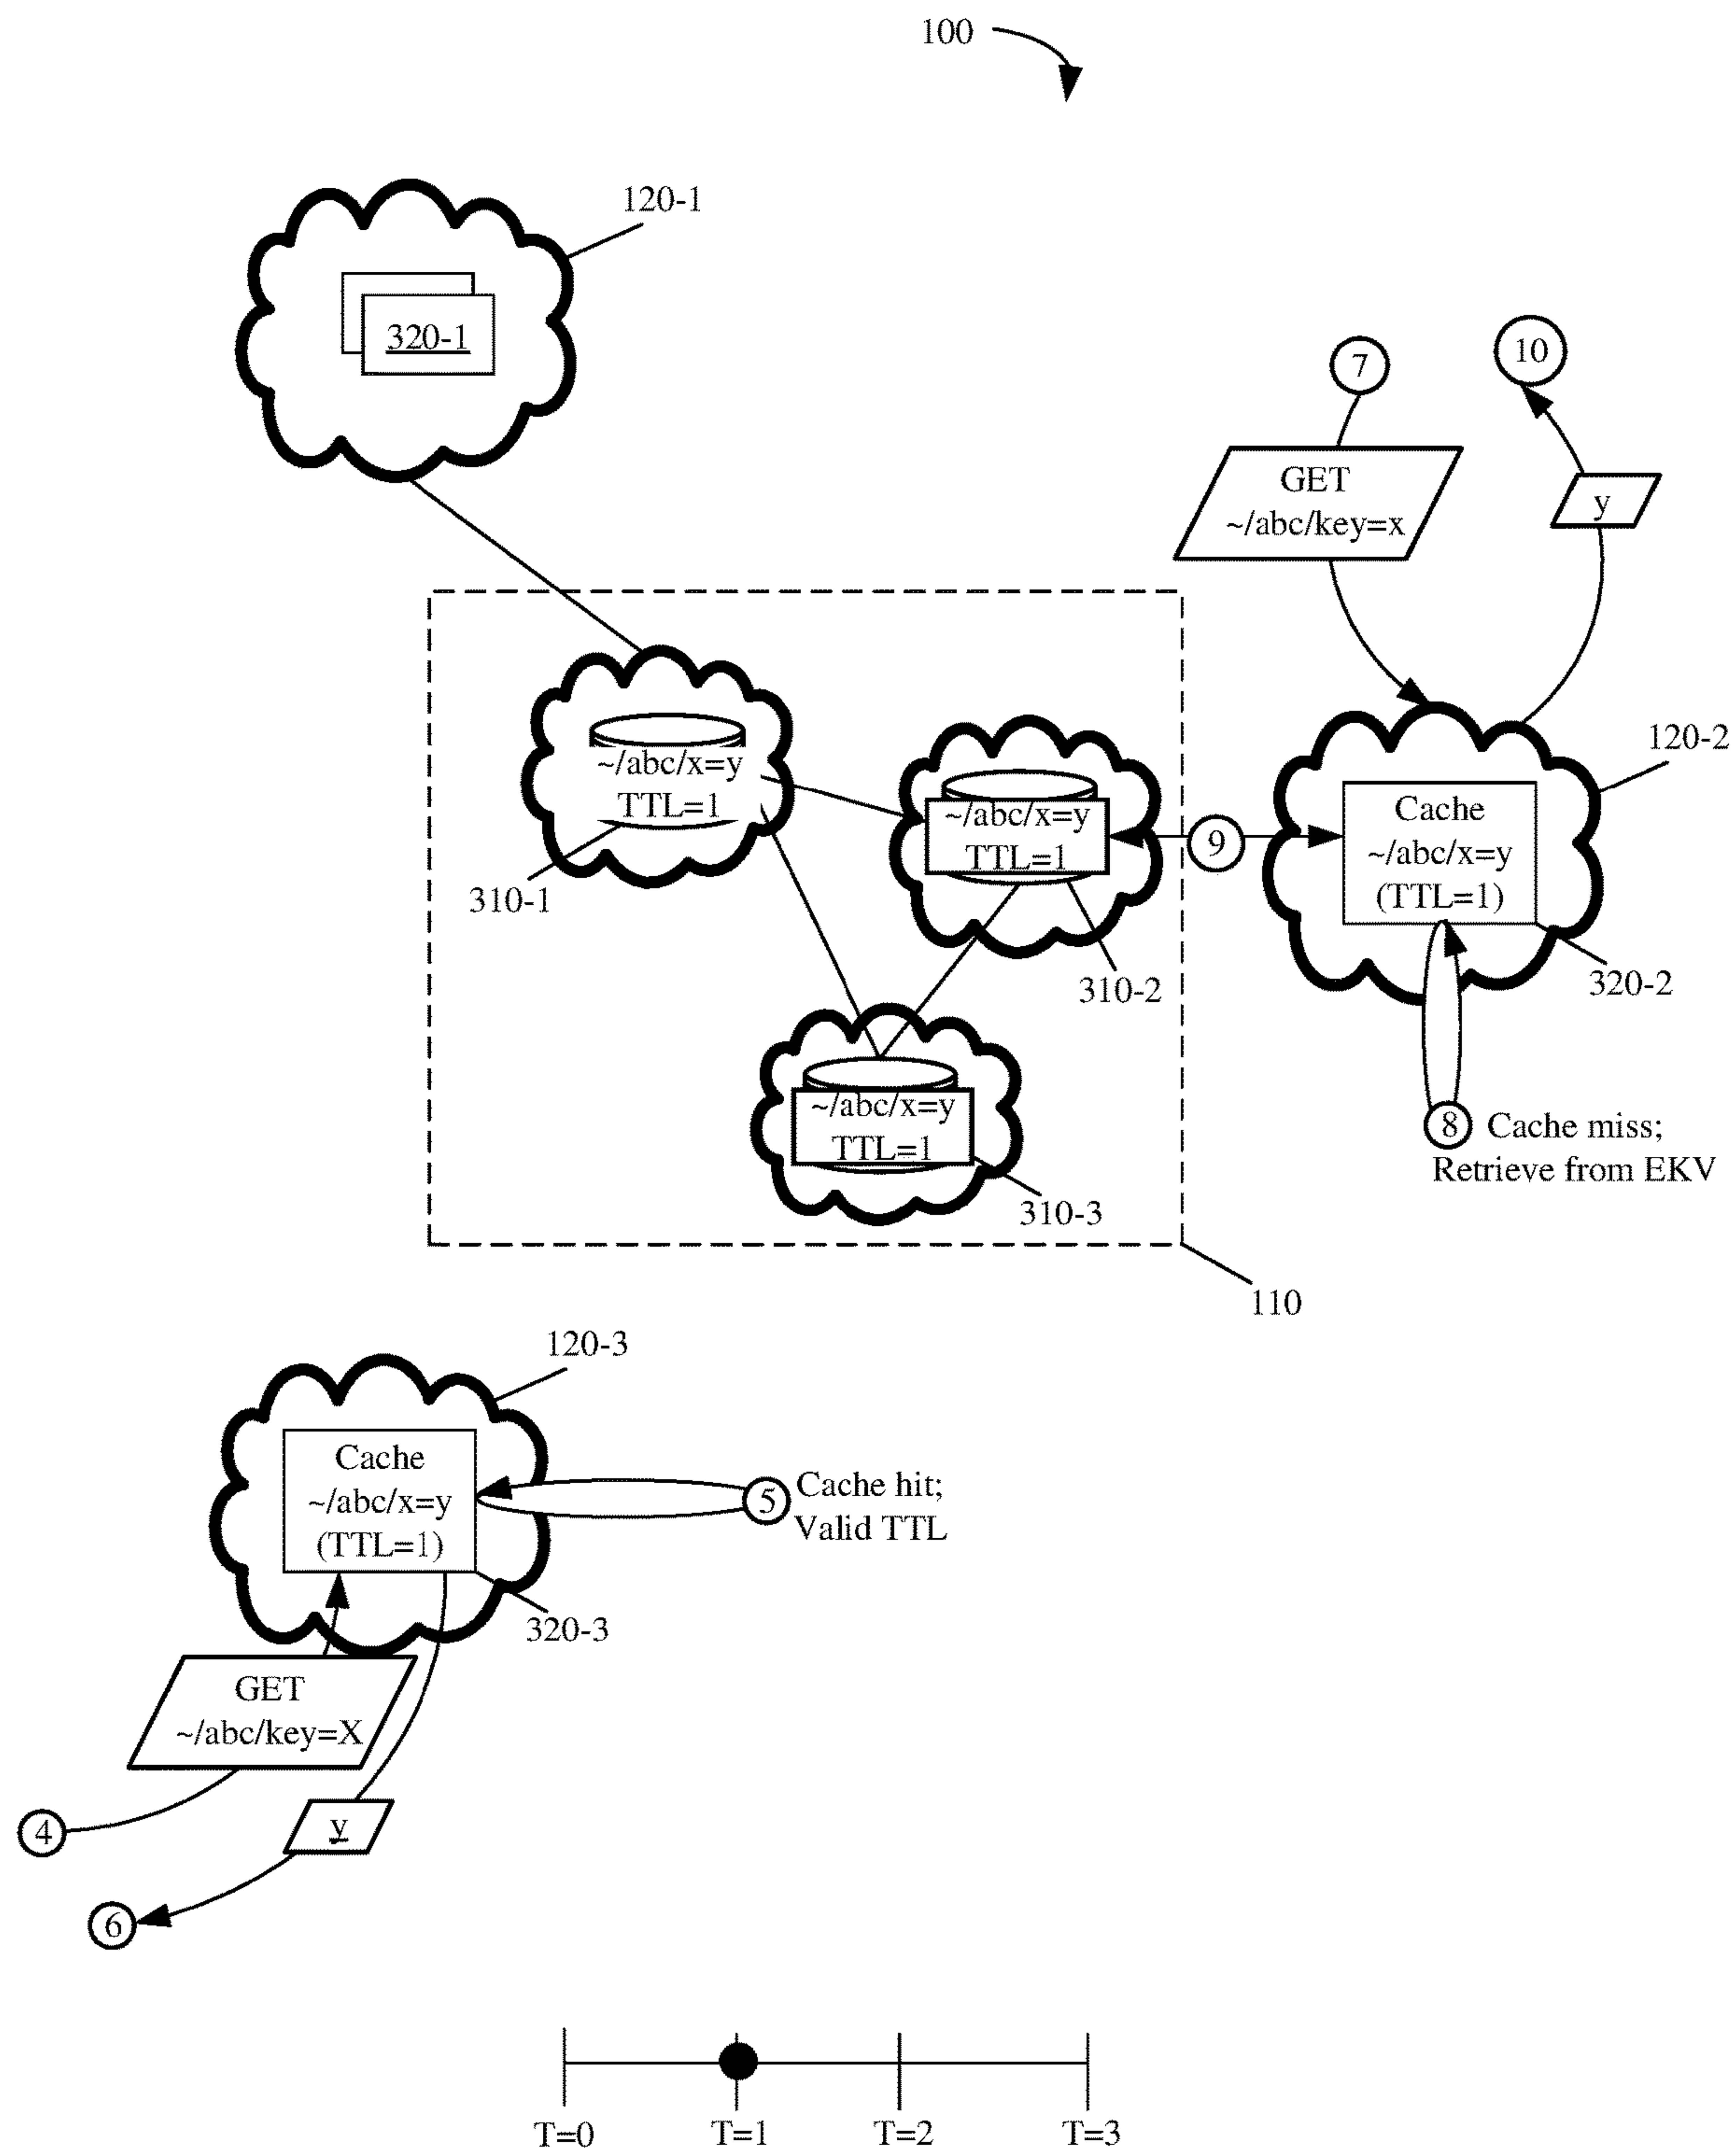 100
120-1
320-1
7
10
GET
~/abc/key=x
y
~/abc/x=y
TTL=1
310-1
~/abc/x=y
TTL=1
310-2
9
120-2
Cache
~/abc/x=y
(TTL=1)
320-2
~/abc/x=y
TTL=1
310-3
8 Cache miss;
Retrieve from EKV
110
120-3
Cache
~/abc/x=y
(TTL=1)
320-3
5 Cache hit;
Valid TTL
GET
~/abc/key=X
4
y
6
T=0 T=1 T=2 T=3